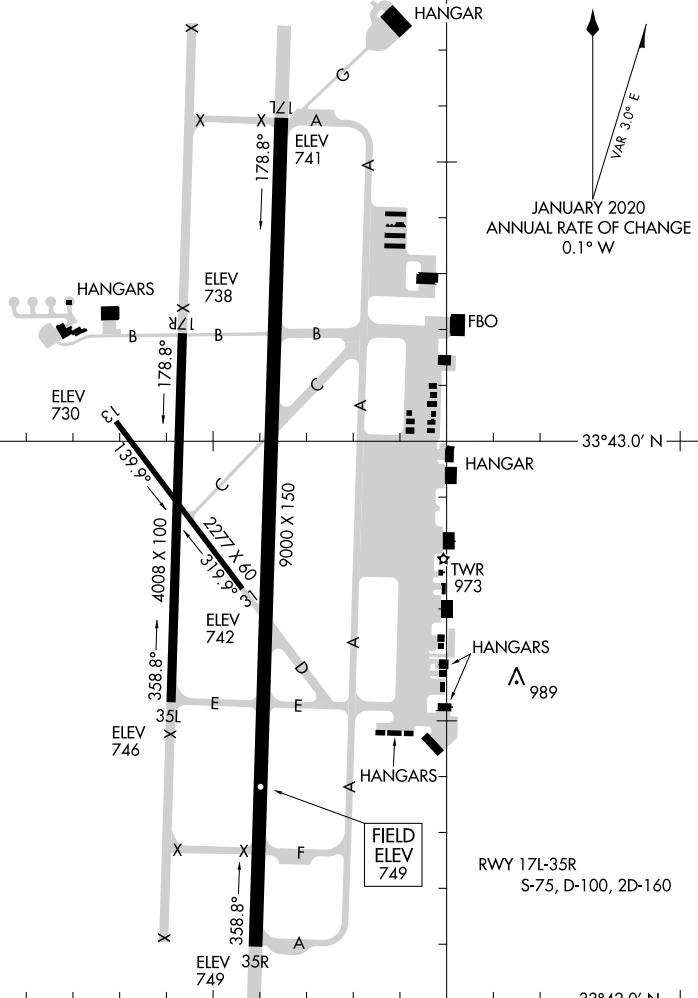 HANGAR
G
X
17L
X
X
A
ELEV
741
178.8°
A
VAR 3.0° E
JANUARY 2020
ANNUAL RATE OF CHANGE
0.1° W
HANGARS
ELEV
738
X
17R
B
B
B
FBO
178.8°
C
ELEV
730
13
A
33°43.0' N
139.9°
HANGAR
C
9000 X 150
4008 X 100
2277 X 60
319.9°
31
TWR
973
ELEV
742
A
358.8°
D
HANGARS
989
35L
E
E
ELEV
746
X
HANGARS
A
FIELD
ELEV
749
X
X
F
RWY 17L-35R
S-75, D-100, 2D-160
358.8°
X
A
ELEV
749
35R
33°42.0' N